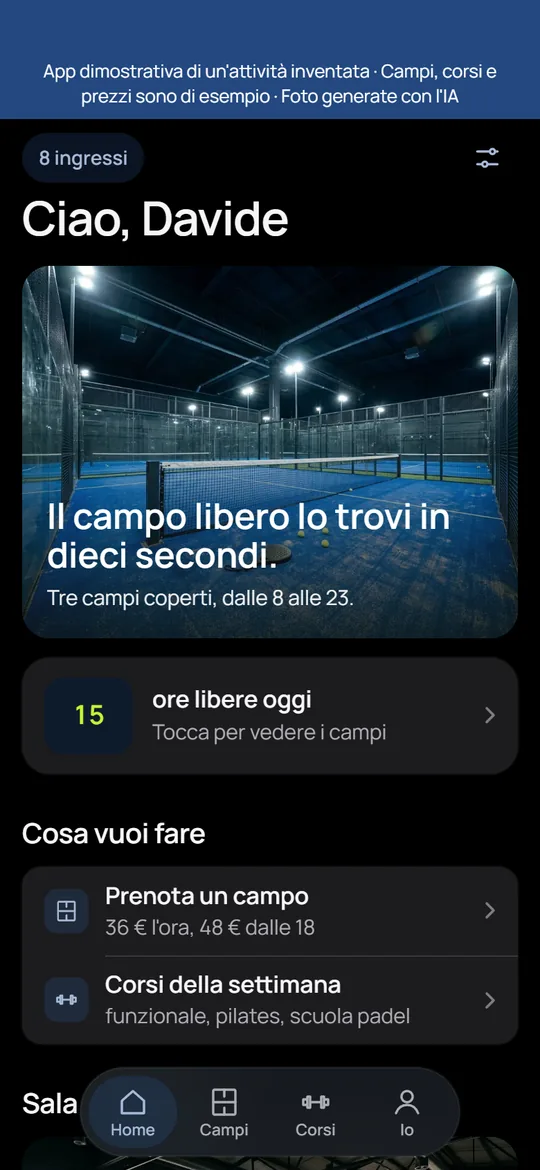 App dimostrativa di un'attività inventata · Campi, corsi e
prezzi sono di esempio · Foto generate con l'IA
8 ingressi
Ciao, Davide
Il campo libero lo trovi in
dieci secondi.
Tre campi coperti, dalle 8 alle 23.
15
ore libere oggi
Tocca per vedere i campi
Cosa vuoi fare
Prenota un campo
36 € l'ora, 48 € dalle 18
Corsi della settimana
funzionale, pilates, scuola padel
Sala
Home
Campi
Corsi
Io